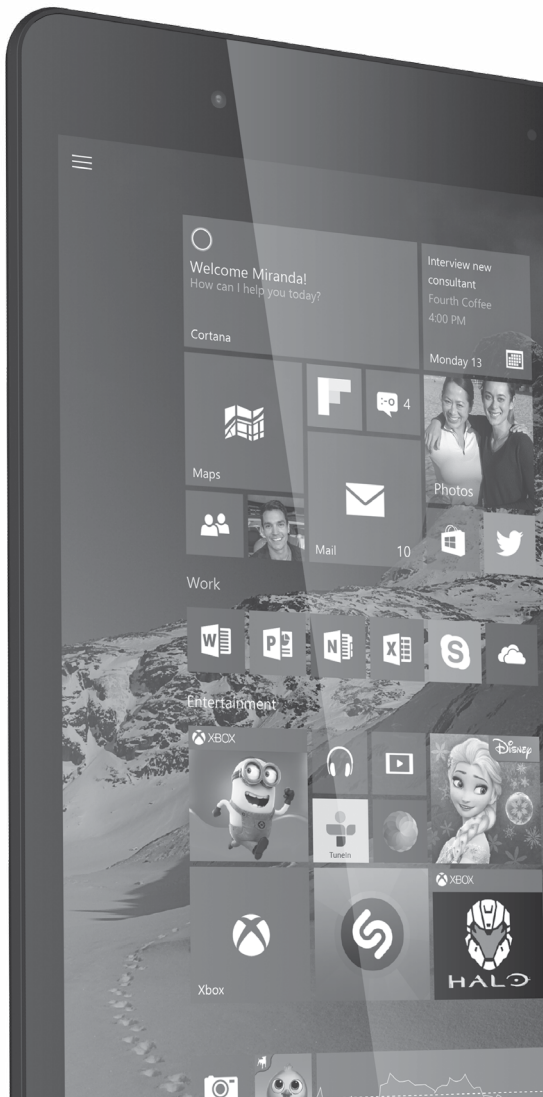 Welcome Miranda!
How can I help you today?
Cortana
Interview new
consultant
Fourth Coffee
4:00 PM
Monday 13
Maps
:-o 4
Photos
Mail 10
Work
W
P
N
X
S
Entertainment
XBOX
TuneIn
Disney
Xbox
XBOX
HALO